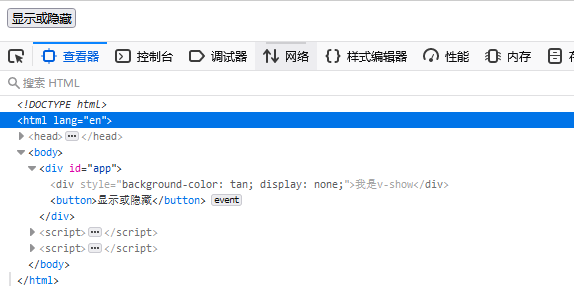 显示或隐藏
查看器 控制台 调试器 网络 {} 样式编辑器 性能 内存
搜索 HTML
<!DOCTYPE html>
<html lang="en">
<head>···</head>
<body>
<div id="app">
<div style="background-color: tan; display: none;">我是v-show</div>
<button>显示或隐藏</button> event
</div>
<script>···</script>
<script>···</script>
</body>
</html>